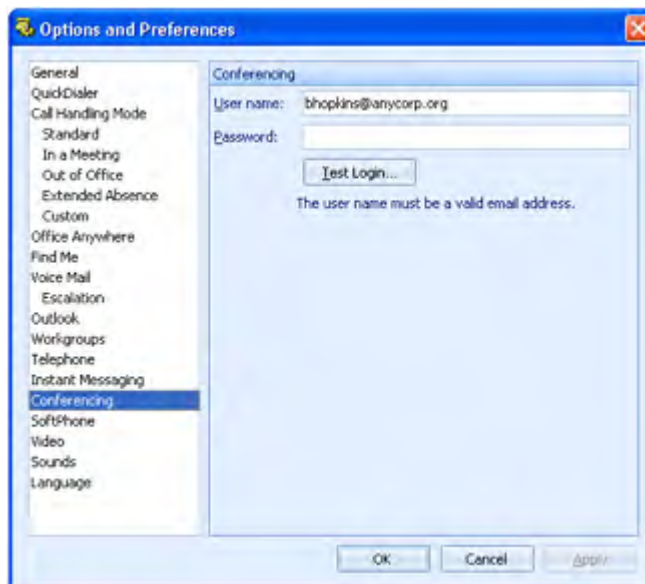 Options and Preferences
General
QuickDialer
Call Handling Mode
Standard
In a Meeting
Out of Office
Extended Absence
Custom
Office Anywhere
Find Me
Voice Mail
Escalation
Outlook
Workgroups
Telephone
Instant Messaging
Conferencing
SoftPhone
Video
Sounds
Language
Conferencing
User name: bhopkins@anycorp.org
Password:
Test Login...
The user name must be a valid email address.
OK Cancel Apply